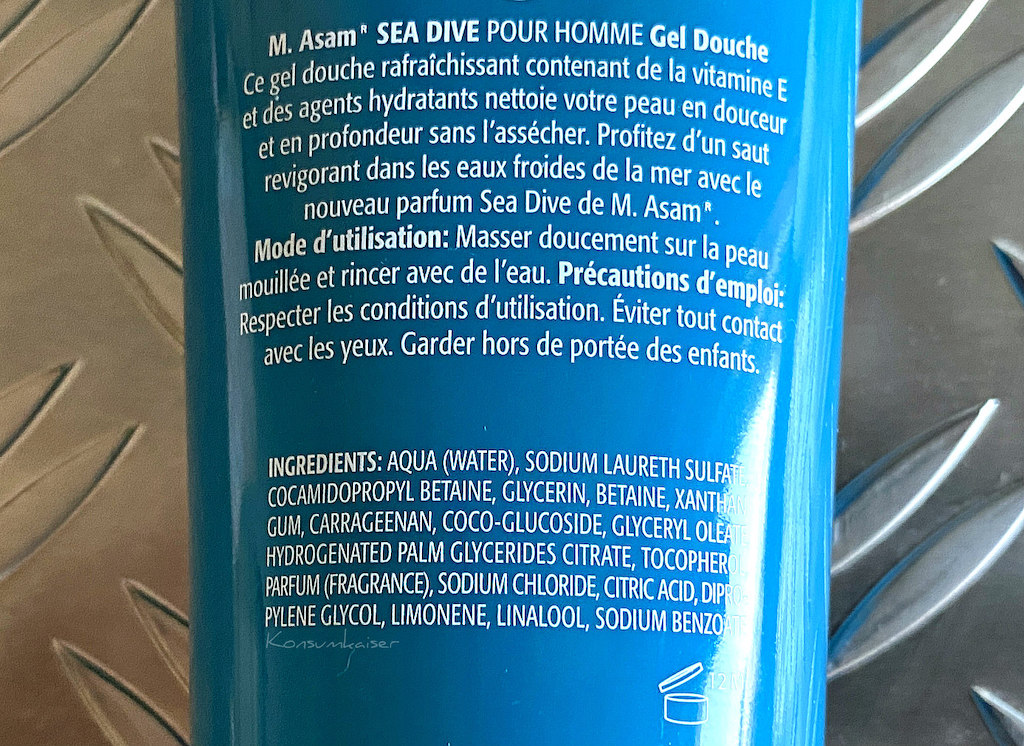 M. Asam® SEA DIVE POUR HOMME Gel Douche
Ce gel douche rafraîchissant contenant de la vitamine E
et des agents hydratants nettoie votre peau en douceur
et en profondeur sans l'assécher. Profitez d'un saut
revigorant dans les eaux froides de la mer avec le
nouveau parfum Sea Dive de M. Asam®.
Mode d'utilisation: Masser doucement sur la peau
mouillée et rincer avec de l'eau. Précautions d'emploi:
Respecter les conditions d'utilisation. Éviter tout contact
avec les yeux. Garder hors de portée des enfants.
INGREDIENTS: AQUA (WATER), SODIUM LAURETH SULFATE
COCAMIDOPROPYL BETAINE, GLYCERIN, BETAINE, XANTHAN
GUM, CARRAGEENAN, COCO-GLUCOSIDE, GLYCERYL OLEATE
HYDROGENATED PALM GLYCERIDES CITRATE, TOCOPHEROL
PARFUM (FRAGRANCE), SODIUM CHLORIDE, CITRIC ACID, DIPRO
PYLENE GLYCOL, LIMONENE, LINALOOL, SODIUM BENZOATE
Konsumkaiser
12 M